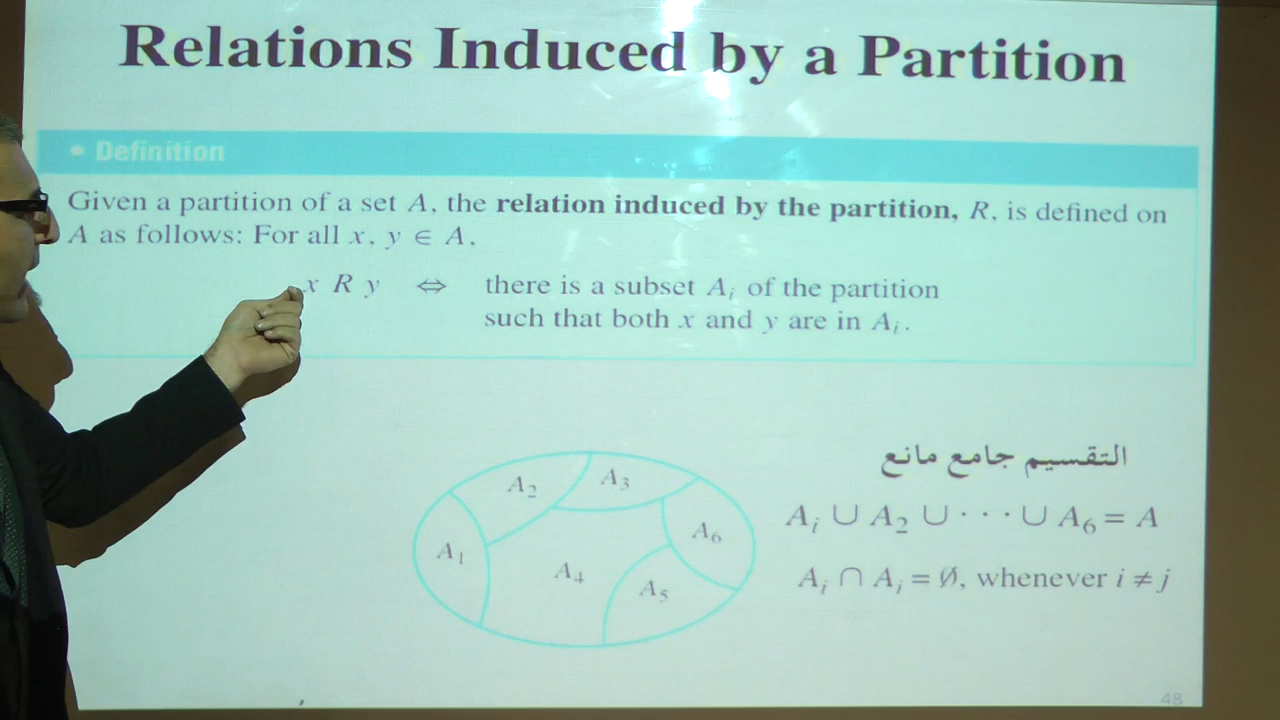 Relations Induced by a Partition
• Definition
Given a partition of a set A, the relation induced by the partition, R, is defined on
A as follows: For all x, y ∈ A,
x R y ⇔ there is a subset Aᵢ of the partition
such that both x and y are in Aᵢ.
A₂
A₃
A₁
A₄
A₆
A₅
التقسيم جامع مانع
Aᵢ ∪ A₂ ∪ · · · ∪ A₆ = A
Aᵢ ∩ Aⱼ = Ø, whenever i ≠ j
48